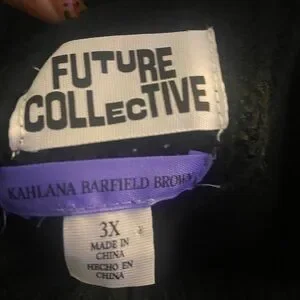 FUTURE
COLLECTIVE
KAHLANA BARFIELD BROWN
3X
MADE IN
CHINA
HECHO EN
CHINA